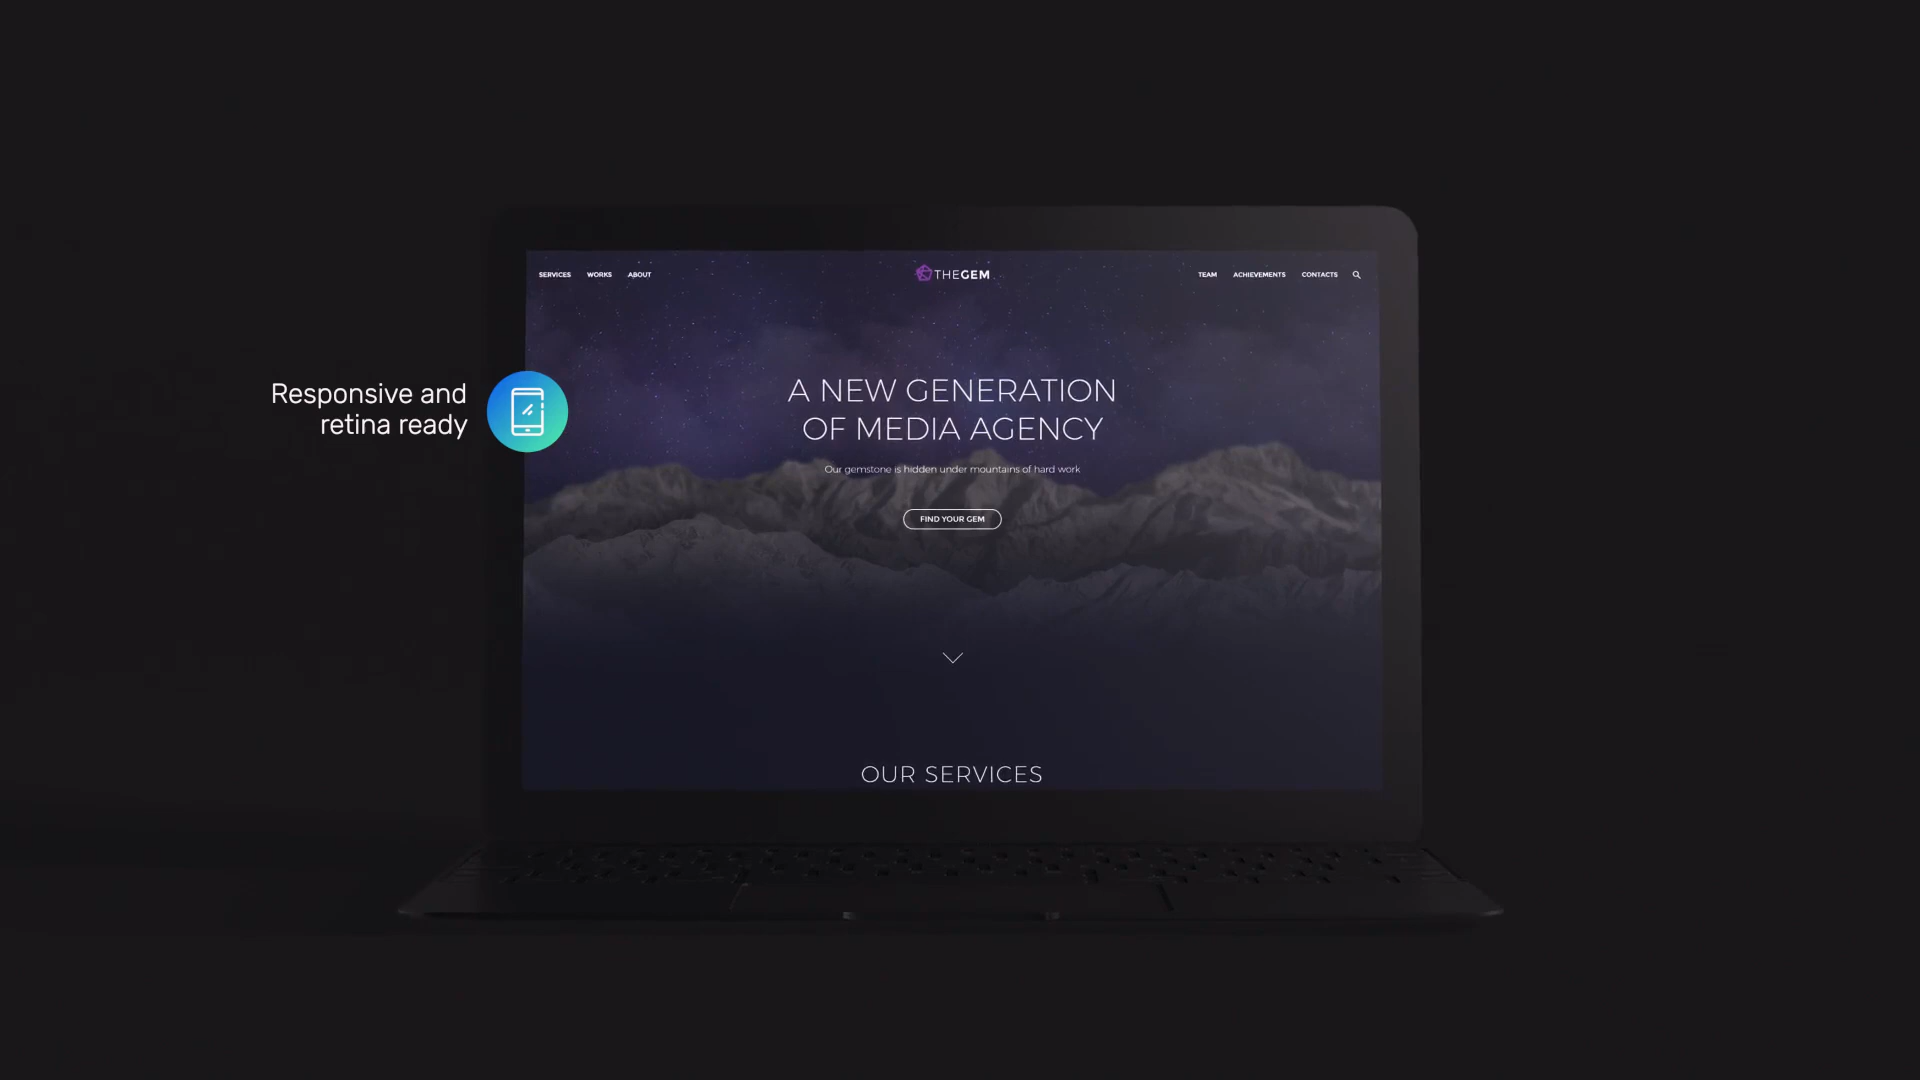 SERVICES WORKS ABOUT THEGEM TEAM ACHIEVEMENTS CONTACTS
Responsive and
retina ready
A NEW GENERATION
OF MEDIA AGENCY
Our gemstone is hidden under mountains of hard work
FIND YOUR GEM
OUR SERVICES